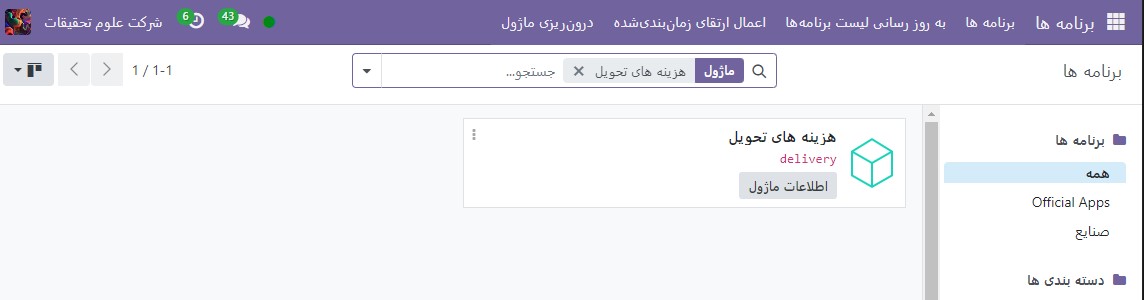 برنامه ها برنامه ها به روز رسانی لیست برنامه‌ها اعمال ارتقای زمان‌بندی‌شده درون‌ریزی ماژول 43 6 شرکت علوم تحقیقات
برنامه ها ماژول هزینه های تحویل جستجو... 1 / 1-1
برنامه ها
همه
Official Apps
صنایع
دسته بندی ها
هزینه های تحویل
delivery
اطلاعات ماژول